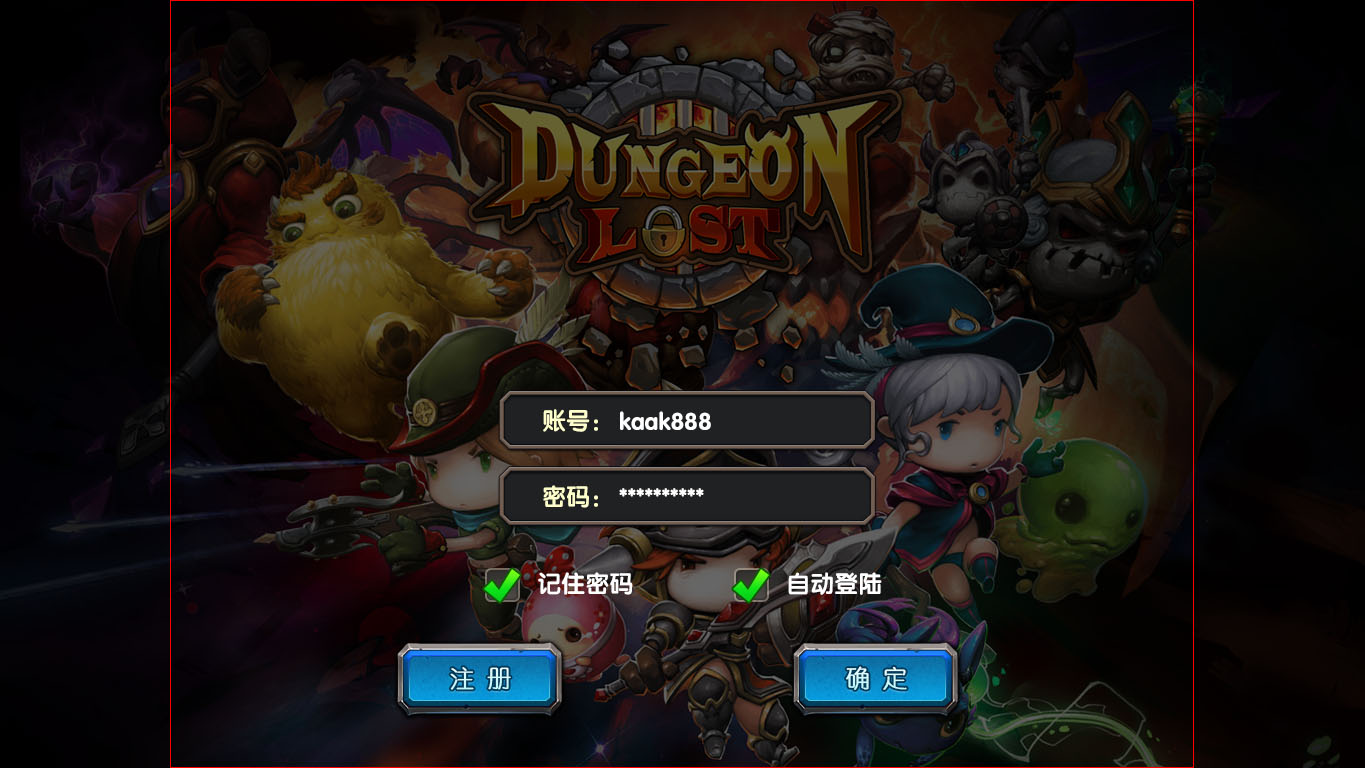 DUNGEON
LOST
账号： kaak888
密码： **********
记住密码 自动登陆
注 册 确 定